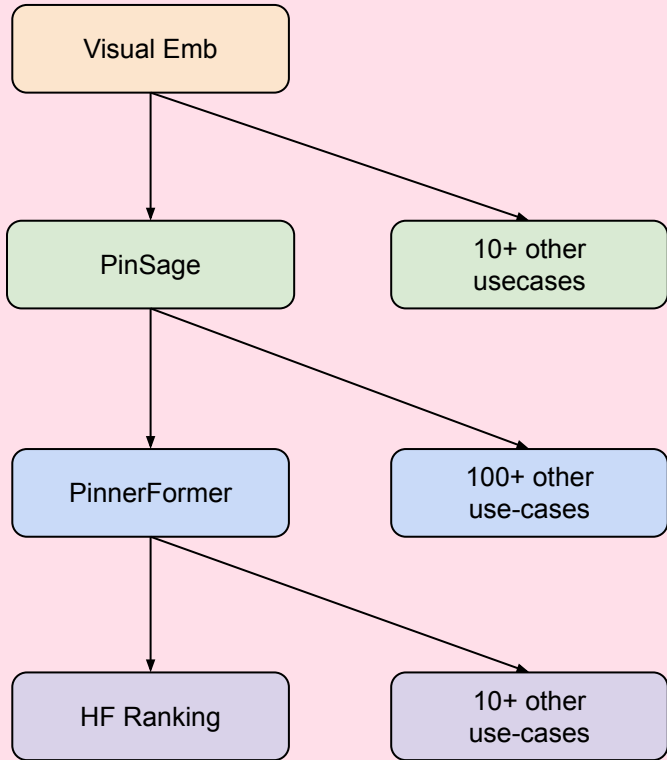 Visual Emb
PinSage
10+ other
usecases
PinnerFormer
100+ other
use-cases
HF Ranking
10+ other
use-cases